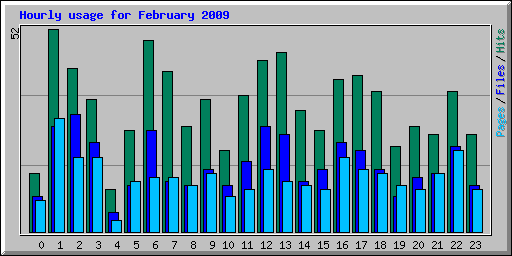 Hourly usage for February 2009
52
Pages/Files/Hits
0 1 2 3 4 5 6 7 8 9 10 11 12 13 14 15 16 17 18 19 20 21 22 23